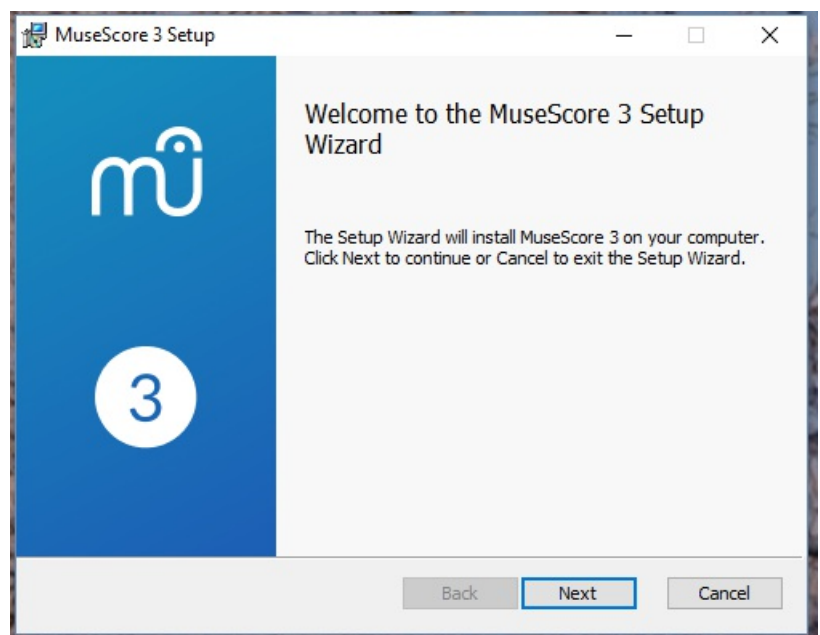 MuseScore 3 Setup
Welcome to the MuseScore 3 Setup
Wizard
mu
The Setup Wizard will install MuseScore 3 on your computer.
Click Next to continue or Cancel to exit the Setup Wizard.
3
Back
Next
Cancel